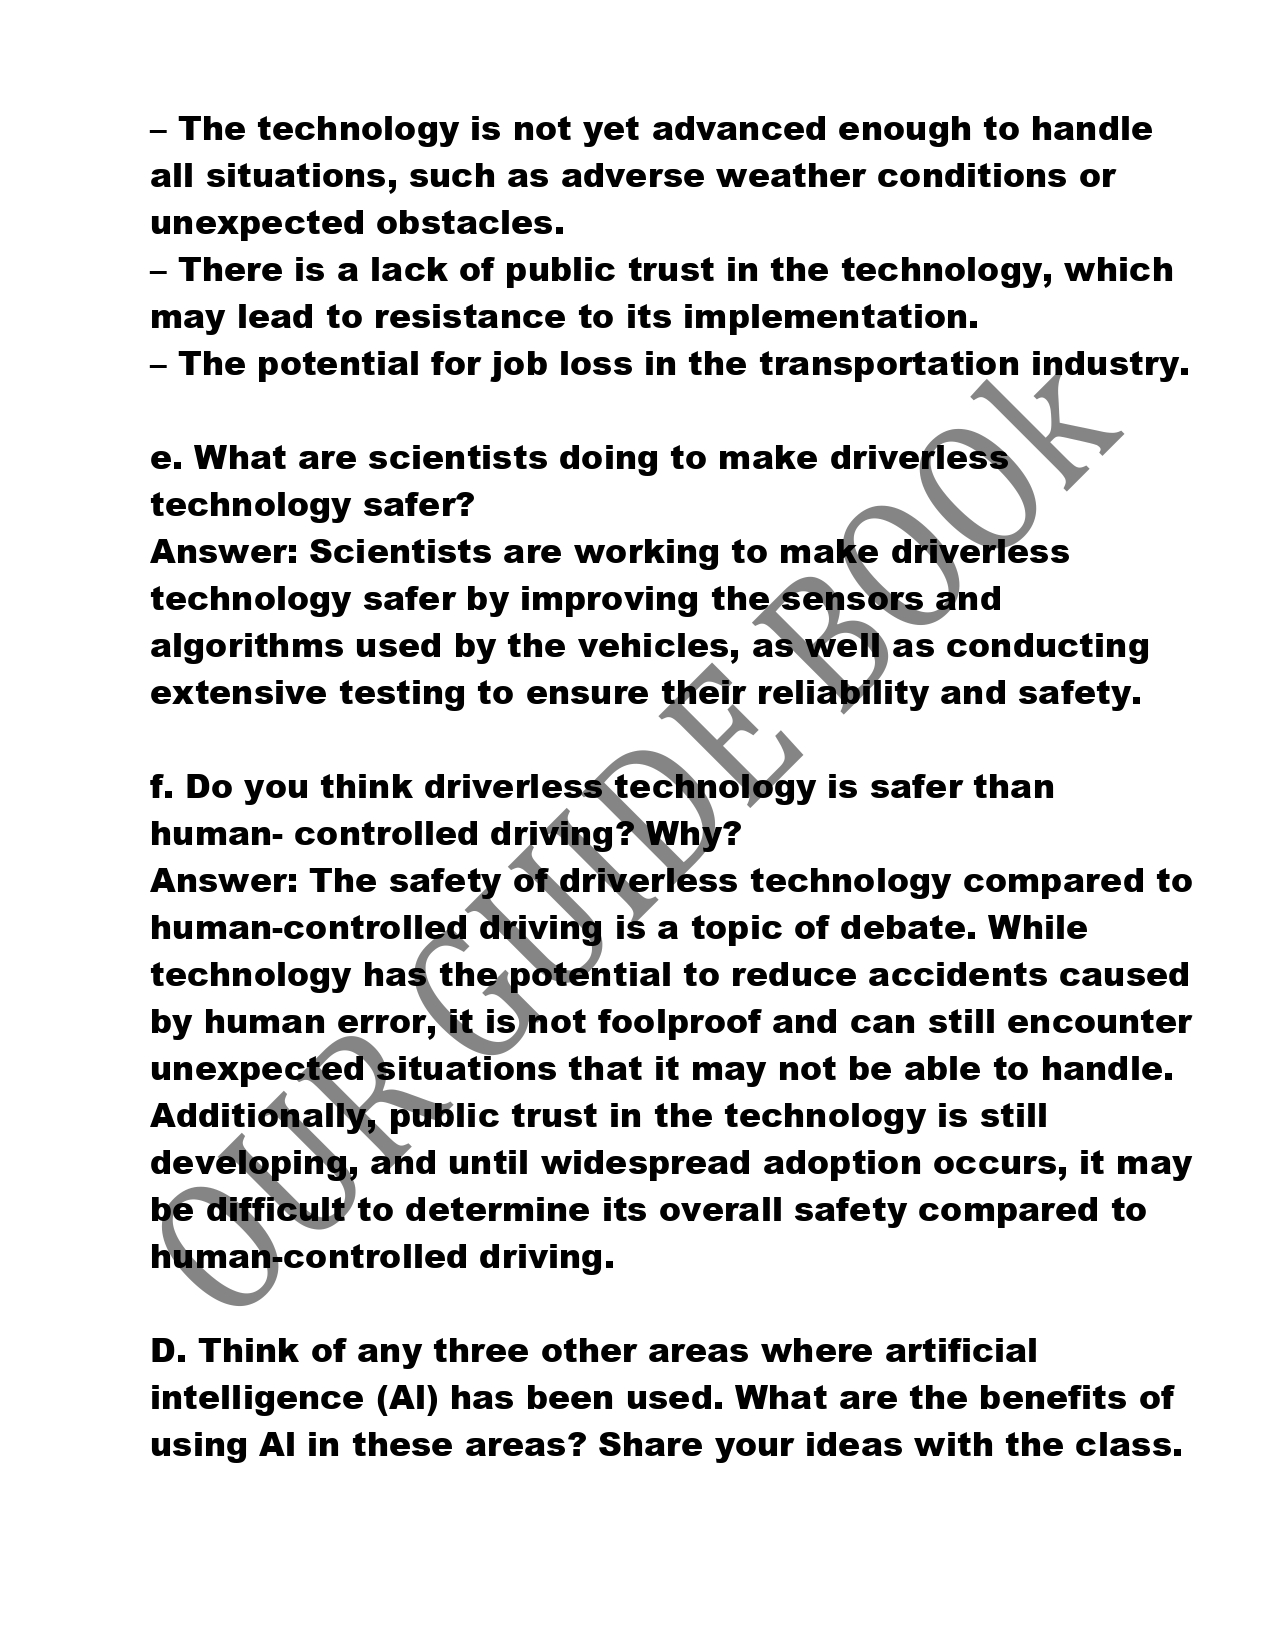 – The technology is not yet advanced enough to handle
all situations, such as adverse weather conditions or
unexpected obstacles.
– There is a lack of public trust in the technology, which
may lead to resistance to its implementation.
– The potential for job loss in the transportation industry.
e. What are scientists doing to make driverless
technology safer?
Answer: Scientists are working to make driverless
technology safer by improving the sensors and
algorithms used by the vehicles, as well as conducting
extensive testing to ensure their reliability and safety.
f. Do you think driverless technology is safer than
human- controlled driving? Why?
Answer: The safety of driverless technology compared to
human-controlled driving is a topic of debate. While
technology has the potential to reduce accidents caused
by human error, it is not foolproof and can still encounter
unexpected situations that it may not be able to handle.
Additionally, public trust in the technology is still
developing, and until widespread adoption occurs, it may
be difficult to determine its overall safety compared to
human-controlled driving.
D. Think of any three other areas where artificial
intelligence (Al) has been used. What are the benefits of
using Al in these areas? Share your ideas with the class.
OUR GUIDE BOOk